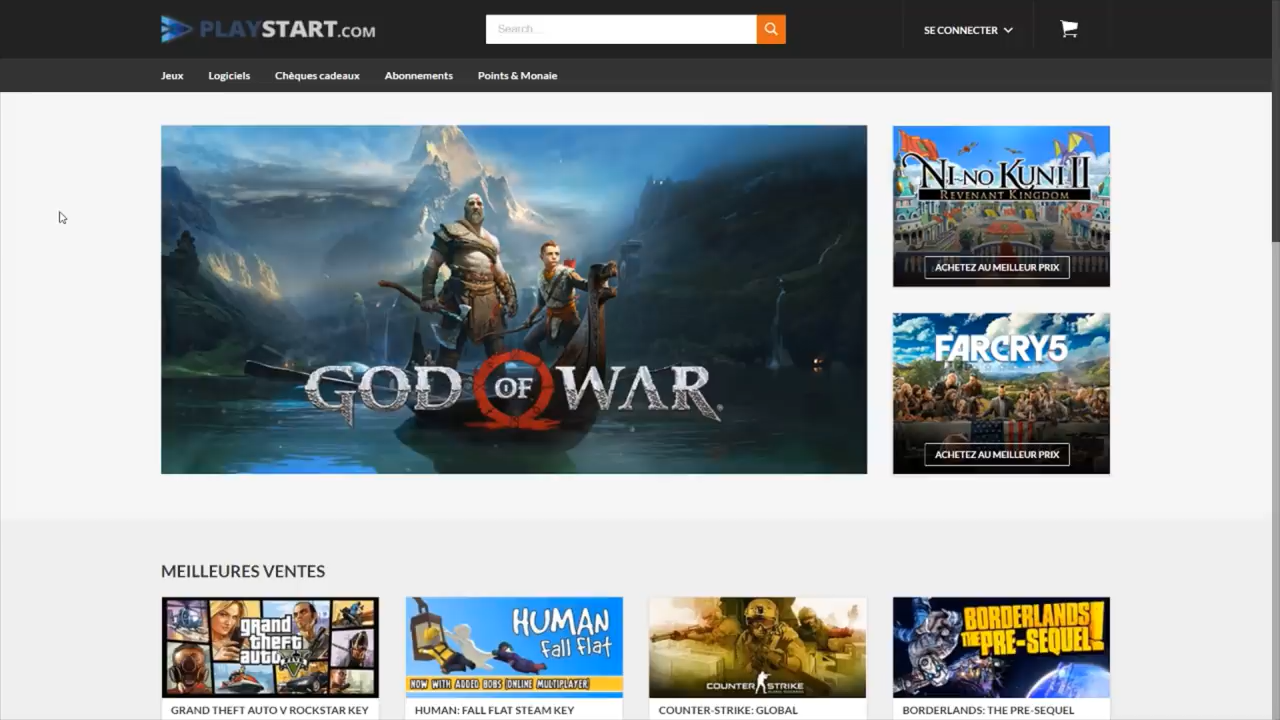 PLAYSTART.COM
Search...
SE CONNECTER
Jeux
Logiciels
Chèques cadeaux
Abonnements
Points & Monaie
GOD OF WAR
NI NO KUNI II
REVENANT KINGDOM
ACHETEZ AU MEILLEUR PRIX
FARCRY5
ACHETEZ AU MEILLEUR PRIX
MEILLEURES VENTES
grand theft auto V
HUMAN
fall flat
NOW WITH ADDED BOBS (ONLINE MULTIPLAYER)
COUNTER STRIKE
BORDERLANDS
THE PRE-SEQUEL!
GRAND THEFT AUTO V ROCKSTAR KEY
HUMAN: FALL FLAT STEAM KEY
COUNTER-STRIKE: GLOBAL
BORDERLANDS: THE PRE-SEQUEL